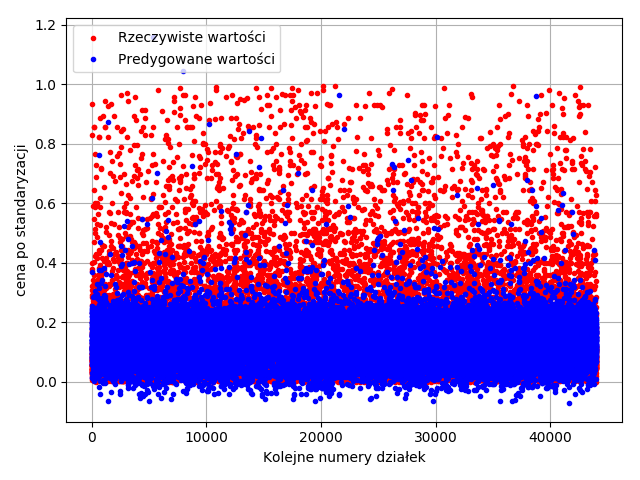 1.2
1.0
0.8
0.6
0.4
0.2
0.0
cena po standaryzacji
Rzeczywiste wartości
Predygowane wartości
0 10000 20000 30000 40000
Kolejne numery działek